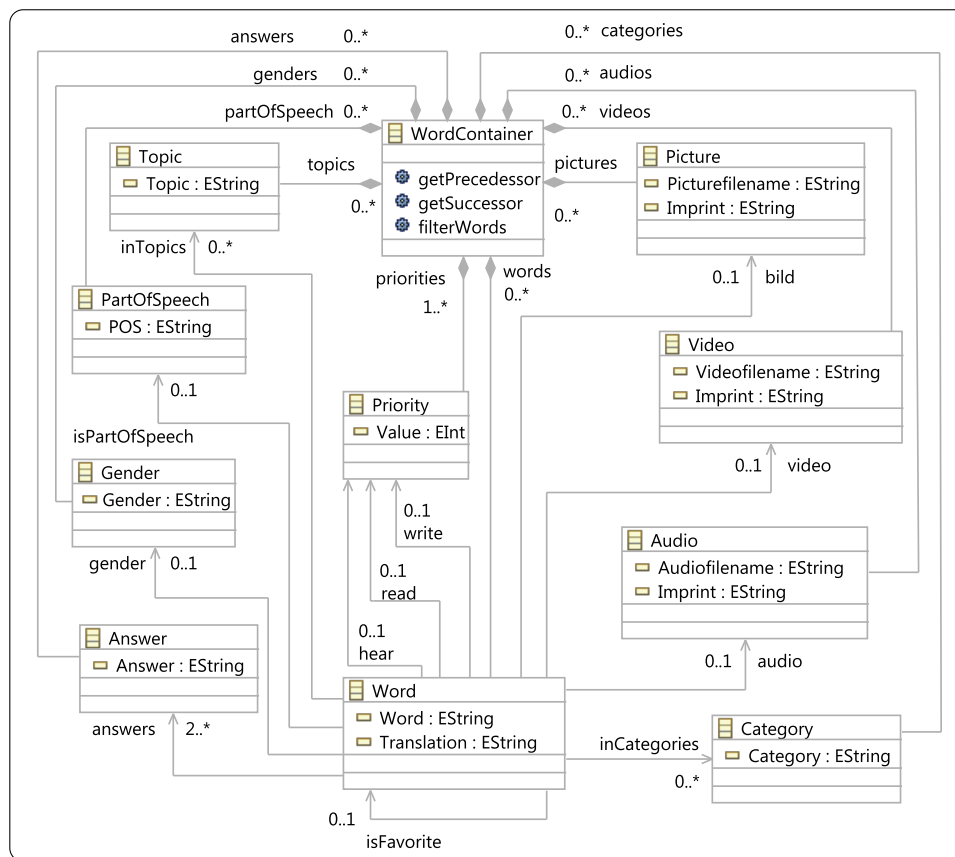 answers 0..*
0..* categories
genders 0..*
0..* audios
partOfSpeech 0..*
0..* videos
WordContainer
getPrecedessor
getSuccessor
filterWords
Topic
Topic : EString
topics
0..*
pictures
0..*
Picture
Picturefilename : EString
Imprint : EString
inTopics 0..*
priorities
1..*
words
0..*
0..1 bild
PartOfSpeech
POS : EString
0..1
isPartOfSpeech
Video
Videofilename : EString
Imprint : EString
Priority
Value : EInt
0..1 video
Gender
Gender : EString
gender 0..1
0..1
write
0..1
read
0..1
hear
Audio
Audiofilename : EString
Imprint : EString
0..1 audio
Answer
Answer : EString
answers 2..*
Word
Word : EString
Translation : EString
inCategories
0..*
Category
Category : EString
0..1
isFavorite